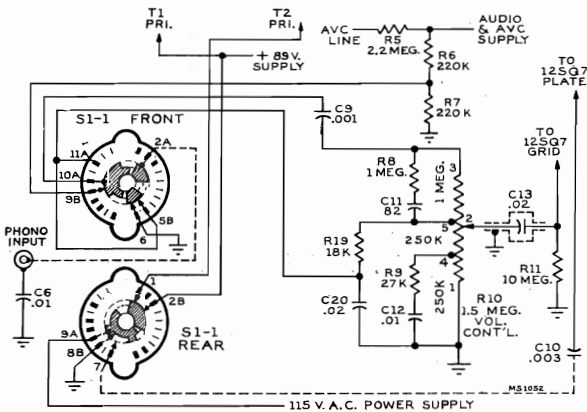 T1
PRI.
T2
PRI.
+ 89 V.
SUPPLY
AVC
LINE
R5
2.2 MEG.
AUDIO
& AVC
SUPPLY
R6
220K
R7
220K
TO
12SQ7
PLATE
TO
12SQ7
GRID
S1-1 FRONT
2A
11A
10A
9B
5B
6
C9
.001
R8
1 MEG.
C11
82
3
1 MEG.
5
2
C13
.02
250K
4
250K
1
R19
18K
R9
27K
C20
.02
C12
.01
R10
1.5 MEG.
VOL.
CONT'L.
R11
10 MEG.
C10
.003
PHONO
INPUT
C6
.01
1
2B
S1-1
REAR
9A
8B
7
MS1052
115 V. A.C. POWER SUPPLY